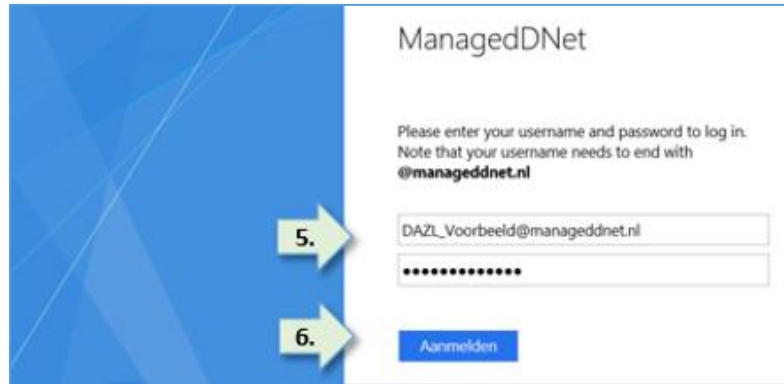 ManagedDNet
Please enter your username and password to log in.
Note that your username needs to end with
@manageddnet.nl
5.
DAZL_Voorbeeld@manageddnet.nl
•••••••••••••
6.
Aanmelden